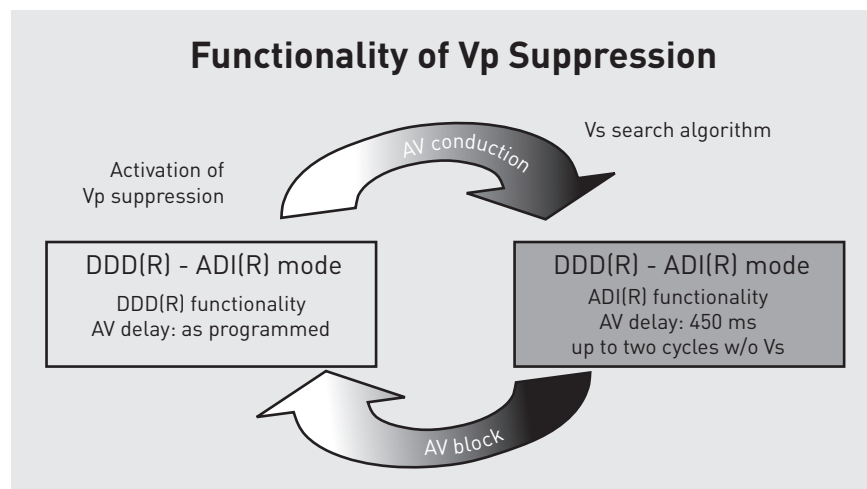 Functionality of Vp Suppression
AV conduction
Vs search algorithm
Activation of
Vp suppression
DDD(R) - ADI(R) mode
DDD(R) functionality
AV delay: as programmed
DDD(R) - ADI(R) mode
ADI(R) functionality
AV delay: 450 ms
up to two cycles w/o Vs
AV block